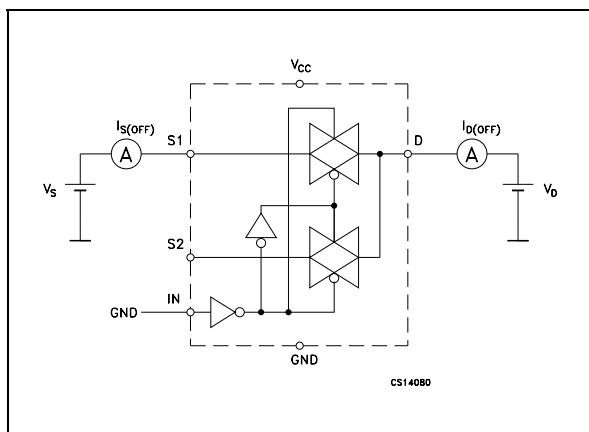 VCC
IS(OFF)
ID(OFF)
A
S1
D
A
VS
VD
S2
IN
GND
GND
CS14080